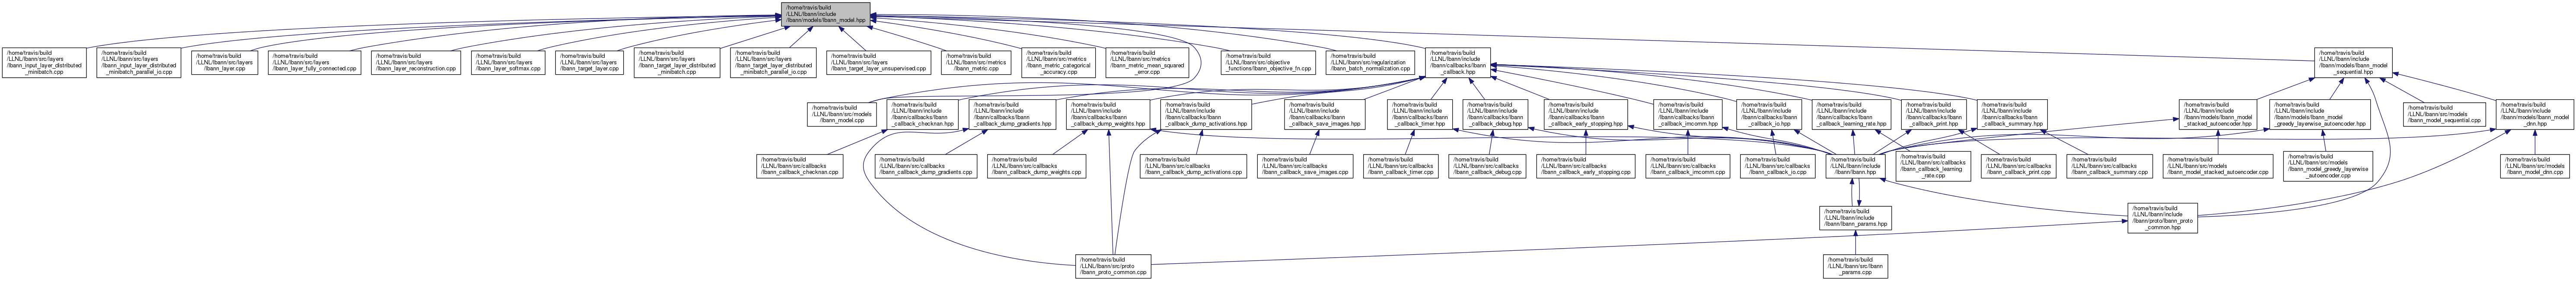 /home/travis/build
/LLNL/lbann/include
/lbann/models/lbann_model.hpp
/home/travis/build
/LLNL/lbann/src/layers
/lbann_input_layer_distributed
_minibatch.cpp
/home/travis/build
/LLNL/lbann/src/layers
/lbann_input_layer_distributed
_minibatch_parallel_io.cpp
/home/travis/build
/LLNL/lbann/src/layers
/lbann_layer.cpp
/home/travis/build
/LLNL/lbann/src/layers
/lbann_layer_fully_connected.cpp
/home/travis/build
/LLNL/lbann/src/layers
/lbann_layer_reconstruction.cpp
/home/travis/build
/LLNL/lbann/src/layers
/lbann_layer_softmax.cpp
/home/travis/build
/LLNL/lbann/src/layers
/lbann_target_layer.cpp
/home/travis/build
/LLNL/lbann/src/layers
/lbann_target_layer_distributed
_minibatch.cpp
/home/travis/build
/LLNL/lbann/src/layers
/lbann_target_layer_distributed
_minibatch_parallel_io.cpp
/home/travis/build
/LLNL/lbann/src/layers
/lbann_target_layer_unsupervised.cpp
/home/travis/build
/LLNL/lbann/src/metrics
/lbann_metric.cpp
/home/travis/build
/LLNL/lbann/src/metrics
/lbann_metric_categorical
_accuracy.cpp
/home/travis/build
/LLNL/lbann/src/metrics
/lbann_metric_mean_squared
_error.cpp
/home/travis/build
/LLNL/lbann/src/objective
_functions/lbann_objective_fn.cpp
/home/travis/build
/LLNL/lbann/src/regularization
/lbann_batch_normalization.cpp
/home/travis/build
/LLNL/lbann/include
/lbann/callbacks/lbann
_callback.hpp
/home/travis/build
/LLNL/lbann/include
/lbann/models/lbann_model
_sequential.hpp
/home/travis/build
/LLNL/lbann/src/models
/lbann_model.cpp
/home/travis/build
/LLNL/lbann/include
/lbann/callbacks/lbann
_callback_checknan.hpp
/home/travis/build
/LLNL/lbann/include
/lbann/callbacks/lbann
_callback_dump_gradients.hpp
/home/travis/build
/LLNL/lbann/include
/lbann/callbacks/lbann
_callback_dump_weights.hpp
/home/travis/build
/LLNL/lbann/include
/lbann/callbacks/lbann
_callback_dump_activations.hpp
/home/travis/build
/LLNL/lbann/include
/lbann/callbacks/lbann
_callback_save_images.hpp
/home/travis/build
/LLNL/lbann/include
/lbann/callbacks/lbann
_callback_timer.hpp
/home/travis/build
/LLNL/lbann/include
/lbann/callbacks/lbann
_callback_debug.hpp
/home/travis/build
/LLNL/lbann/include
/lbann/callbacks/lbann
_callback_early_stopping.hpp
/home/travis/build
/LLNL/lbann/include
/lbann/callbacks/lbann
_callback_imcomm.hpp
/home/travis/build
/LLNL/lbann/include
/lbann/callbacks/lbann
_callback_io.hpp
/home/travis/build
/LLNL/lbann/include
/lbann/callbacks/lbann
_callback_learning_rate.hpp
/home/travis/build
/LLNL/lbann/include
/lbann/callbacks/lbann
_callback_print.hpp
/home/travis/build
/LLNL/lbann/include
/lbann/callbacks/lbann
_callback_summary.hpp
/home/travis/build
/LLNL/lbann/include
/lbann/models/lbann_model
_stacked_autoencoder.hpp
/home/travis/build
/LLNL/lbann/include
/lbann/models/lbann_model
_greedy_layerwise_autoencoder.hpp
/home/travis/build
/LLNL/lbann/src/models
/lbann_model_sequential.cpp
/home/travis/build
/LLNL/lbann/include
/lbann/models/lbann_model
_dnn.hpp
/home/travis/build
/LLNL/lbann/src/callbacks
/lbann_callback_checknan.cpp
/home/travis/build
/LLNL/lbann/src/callbacks
/lbann_callback_dump_gradients.cpp
/home/travis/build
/LLNL/lbann/src/callbacks
/lbann_callback_dump_weights.cpp
/home/travis/build
/LLNL/lbann/src/callbacks
/lbann_callback_dump_activations.cpp
/home/travis/build
/LLNL/lbann/src/callbacks
/lbann_callback_save_images.cpp
/home/travis/build
/LLNL/lbann/src/callbacks
/lbann_callback_timer.cpp
/home/travis/build
/LLNL/lbann/src/callbacks
/lbann_callback_debug.cpp
/home/travis/build
/LLNL/lbann/src/callbacks
/lbann_callback_early_stopping.cpp
/home/travis/build
/LLNL/lbann/src/callbacks
/lbann_callback_imcomm.cpp
/home/travis/build
/LLNL/lbann/src/callbacks
/lbann_callback_io.cpp
/home/travis/build
/LLNL/lbann/include
/lbann/lbann.hpp
/home/travis/build
/LLNL/lbann/src/callbacks
/lbann_callback_learning
_rate.cpp
/home/travis/build
/LLNL/lbann/src/callbacks
/lbann_callback_print.cpp
/home/travis/build
/LLNL/lbann/src/callbacks
/lbann_callback_summary.cpp
/home/travis/build
/LLNL/lbann/src/models
/lbann_model_stacked_autoencoder.cpp
/home/travis/build
/LLNL/lbann/src/models
/lbann_model_greedy_layerwise
_autoencoder.cpp
/home/travis/build
/LLNL/lbann/src/models
/lbann_model_dnn.cpp
/home/travis/build
/LLNL/lbann/include
/lbann/lbann_params.hpp
/home/travis/build
/LLNL/lbann/include
/lbann/proto/lbann_proto
_common.hpp
/home/travis/build
/LLNL/lbann/src/proto
/lbann_proto_common.cpp
/home/travis/build
/LLNL/lbann/src/lbann
_params.cpp